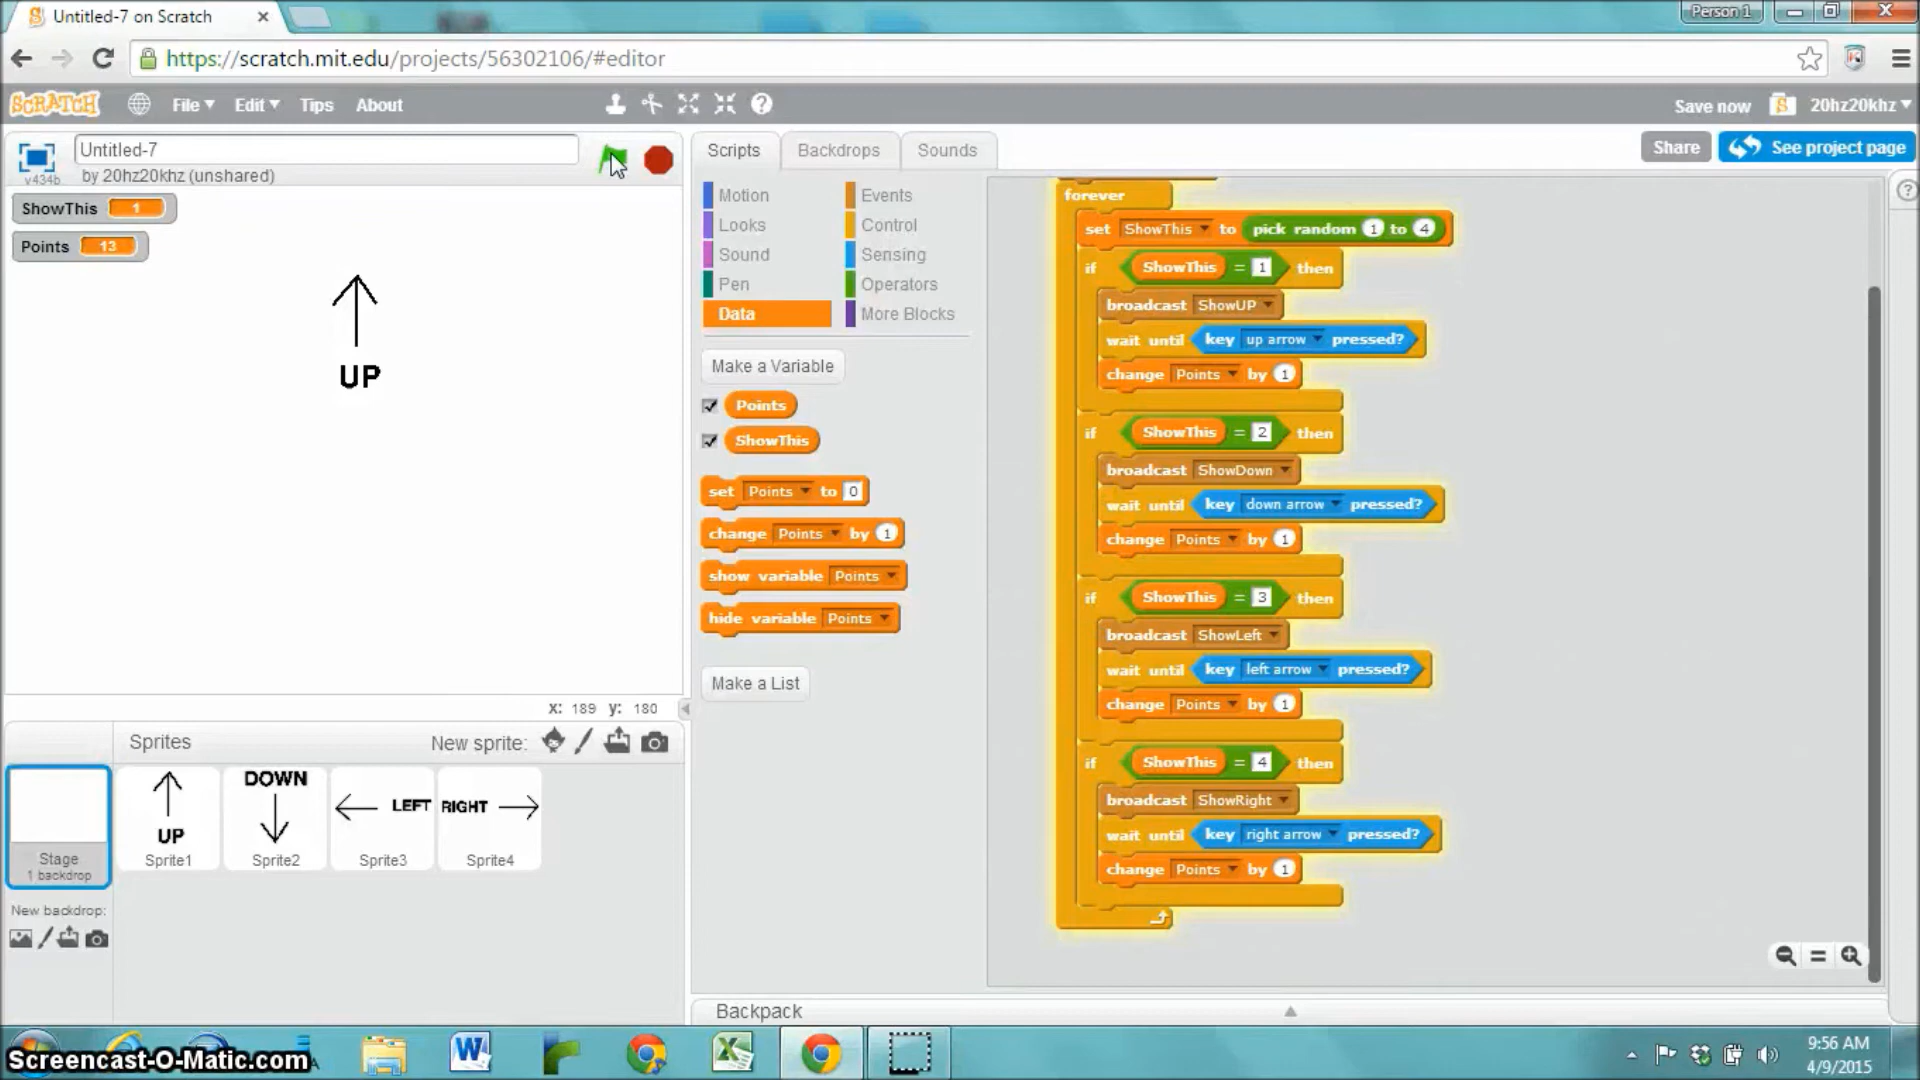 Untitled-7 on Scratch
Person 1
https://scratch.mit.edu/projects/56302106/#editor
SCRATCH
File
Edit
Tips
About
Save now
20hz20khz
Untitled-7
v434b
by 20hz20khz (unshared)
Scripts
Backdrops
Sounds
Share
See project page
ShowThis 1
Points 13
UP
x: 189 y: 180
Motion
Looks
Sound
Pen
Data
Events
Control
Sensing
Operators
More Blocks
Make a Variable
Points
ShowThis
set Points to 0
change Points by 1
show variable Points
hide variable Points
Make a List
forever
set ShowThis to pick random 1 to 4
if ShowThis = 1 then
broadcast ShowUP
wait until key up arrow pressed?
change Points by 1
if ShowThis = 2 then
broadcast ShowDown
wait until key down arrow pressed?
change Points by 1
if ShowThis = 3 then
broadcast ShowLeft
wait until key left arrow pressed?
change Points by 1
if ShowThis = 4 then
broadcast ShowRight
wait until key right arrow pressed?
change Points by 1
Sprites
New sprite:
Stage
1 backdrop
New backdrop:
UP
Sprite1
DOWN
Sprite2
LEFT
Sprite3
RIGHT
Sprite4
Backpack
Screencast-O-Matic.com
9:56 AM
4/9/2015